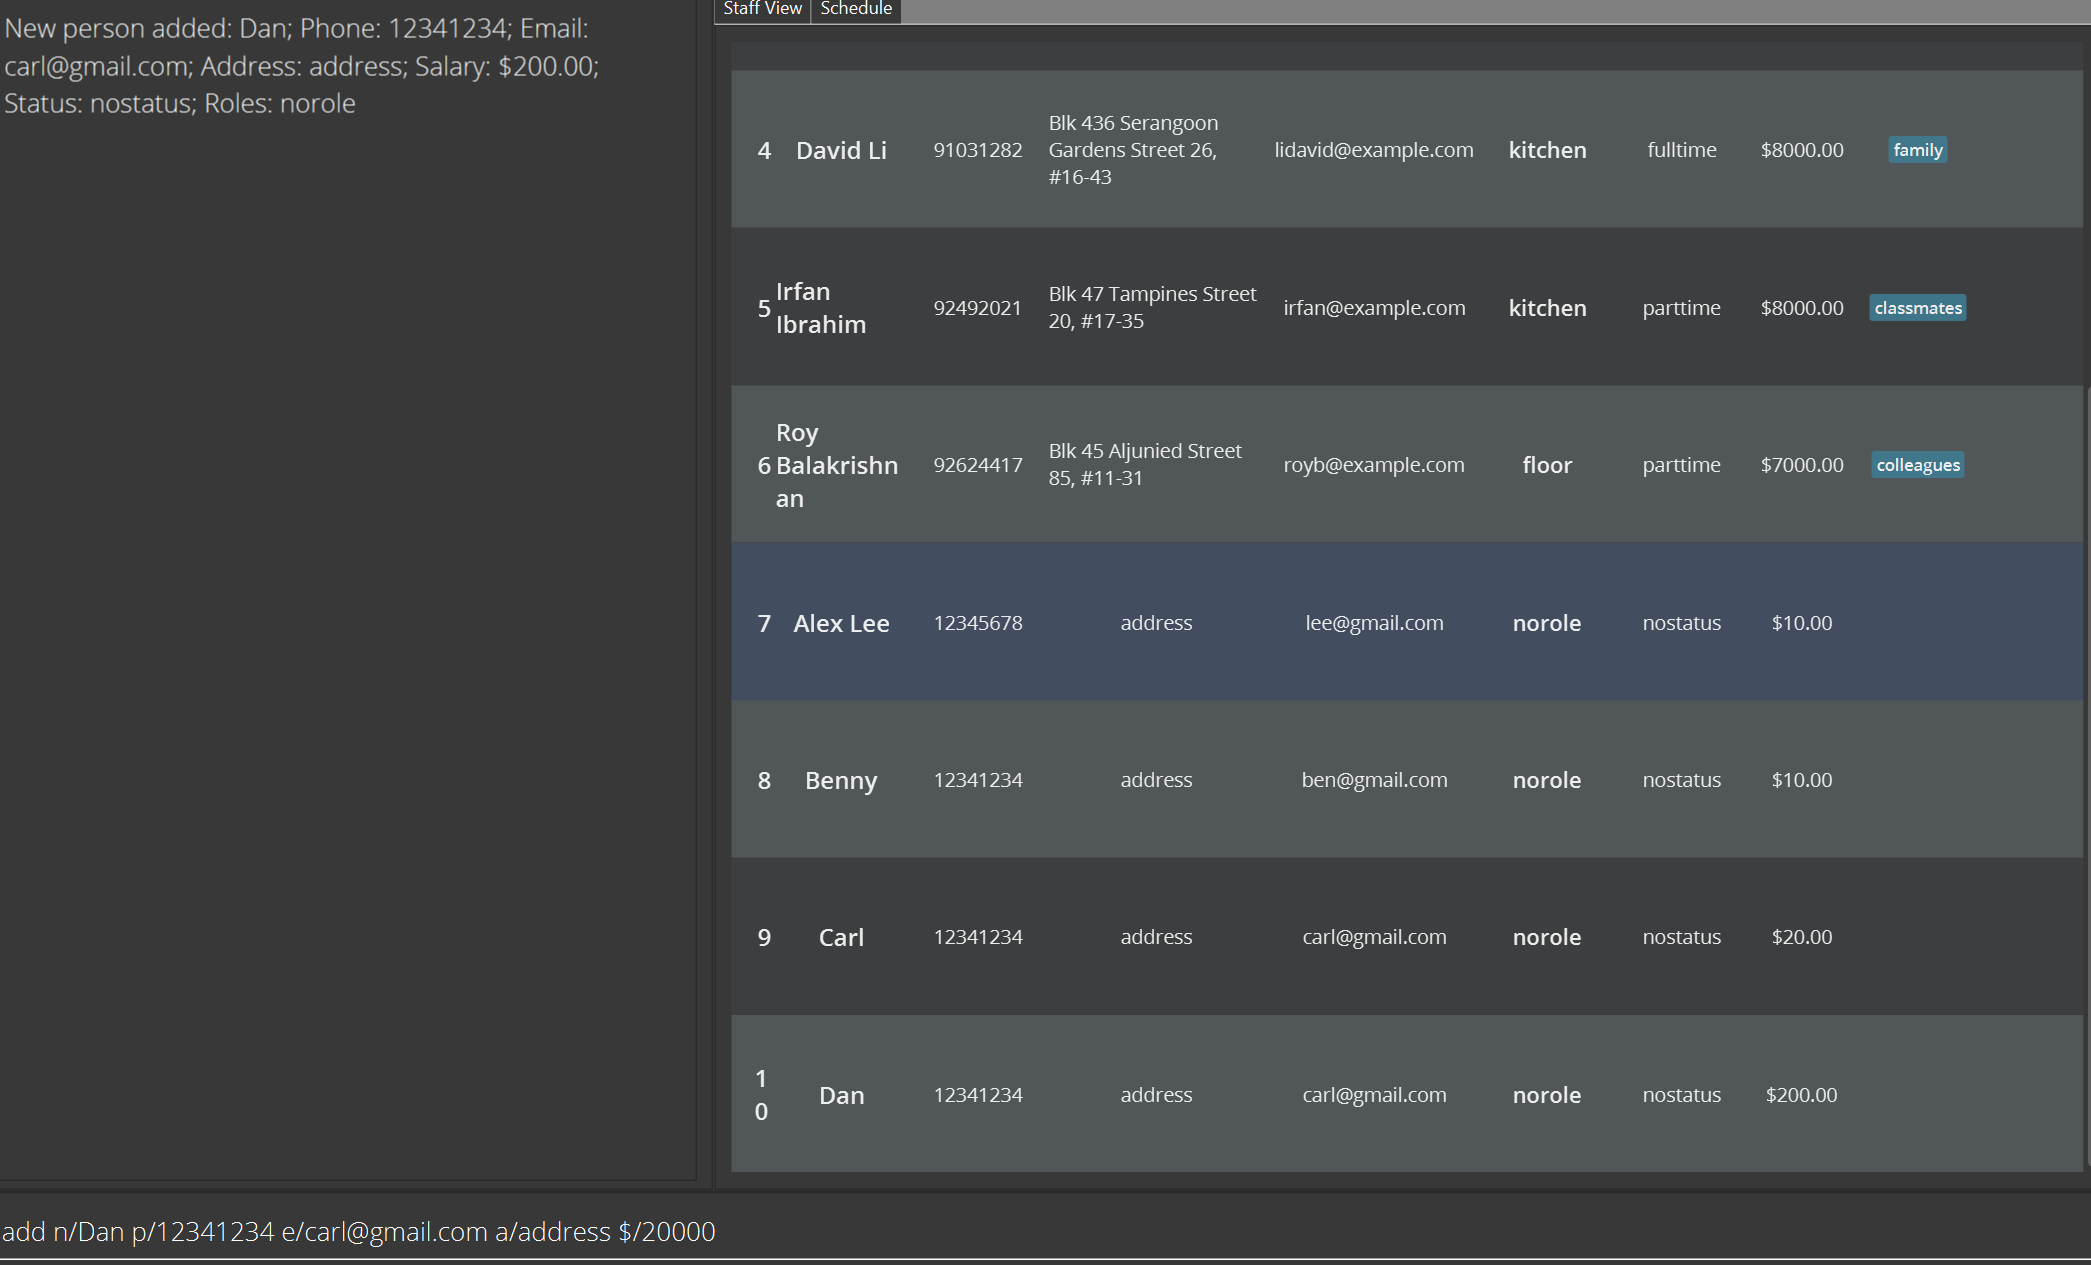 Staff View Schedule
New person added: Dan; Phone: 12341234; Email:
carl@gmail.com; Address: address; Salary: $200.00;
Status: nostatus; Roles: norole
4 David Li 91031282 Blk 436 Serangoon Gardens Street 26, #16-43 lidavid@example.com kitchen fulltime $8000.00 family
5 Irfan Ibrahim 92492021 Blk 47 Tampines Street 20, #17-35 irfan@example.com kitchen parttime $8000.00 classmates
6 Roy Balakrishnan 92624417 Blk 45 Aljunied Street 85, #11-31 royb@example.com floor parttime $7000.00 colleagues
7 Alex Lee 12345678 address lee@gmail.com norole nostatus $10.00
8 Benny 12341234 address ben@gmail.com norole nostatus $10.00
9 Carl 12341234 address carl@gmail.com norole nostatus $20.00
10 Dan 12341234 address carl@gmail.com norole nostatus $200.00
add n/Dan p/12341234 e/carl@gmail.com a/address $/20000